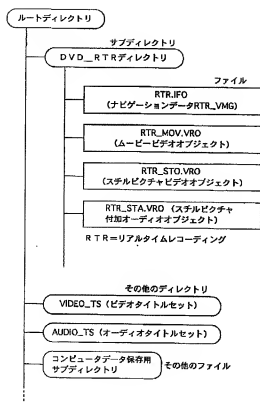 ルートディレクトリ
サブディレクトリ
DVD＿RTRディレクトリ
ファイル
RTR.IFO
(ナビゲーションデータRTR_VMG)
RTR_MOV.VRO
(ムービービデオオブジェクト)
RTR_STO.VRO
(スチルピクチャビデオオブジェクト)
RTR_STA.VRO (スチルピクチャ
付加オーディオオブジェクト)
RTR＝リアルタイムレコーディング
その他のディレクトリ
VIDEO_TS (ビデオタイトルセット)
AUDIO_TS (オーディオタイトルセット)
コンピュータデータ保存用
サブディレクトリ
その他のファイル